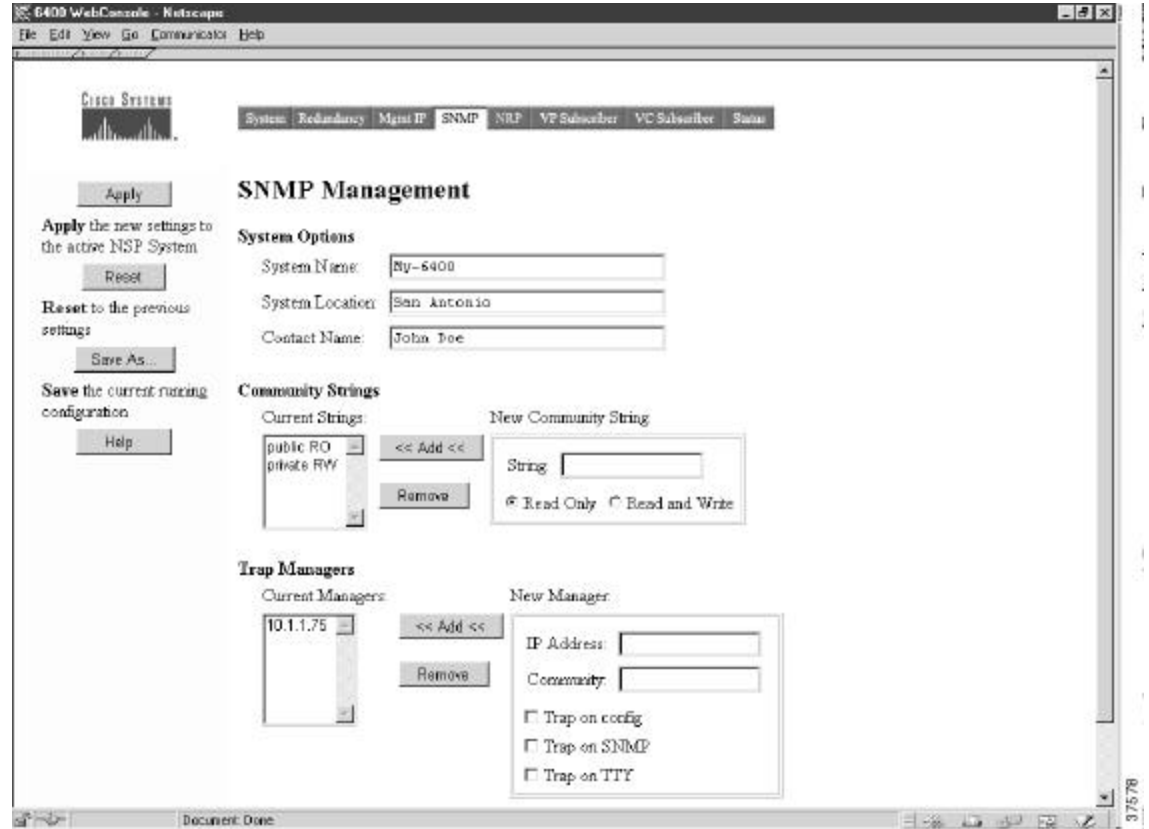 6400 WebConsole - Netscape
File Edit View Go Communicator Help
CISCO SYSTEMS
System Redundancy Mgmt IP SNMP NRP VP Subscriber VC Subscriber Status
Apply
Apply the new settings to
the active NSP System
Reset
Reset to the previous
settings
Save As...
Save the current running
configuration
Help
SNMP Management
System Options
System Name: My-6400
System Location: San Antonio
Contact Name: John Doe
Community Strings
Current Strings: New Community String
public RO
private RW
<< Add <<
Remove
String
Read Only Read and Write
Trap Managers
Current Managers: New Manager:
10.1.1.75
<< Add <<
Remove
IP Address:
Community:
Trap on config
Trap on SNMP
Trap on TTY
Document: Done
37578